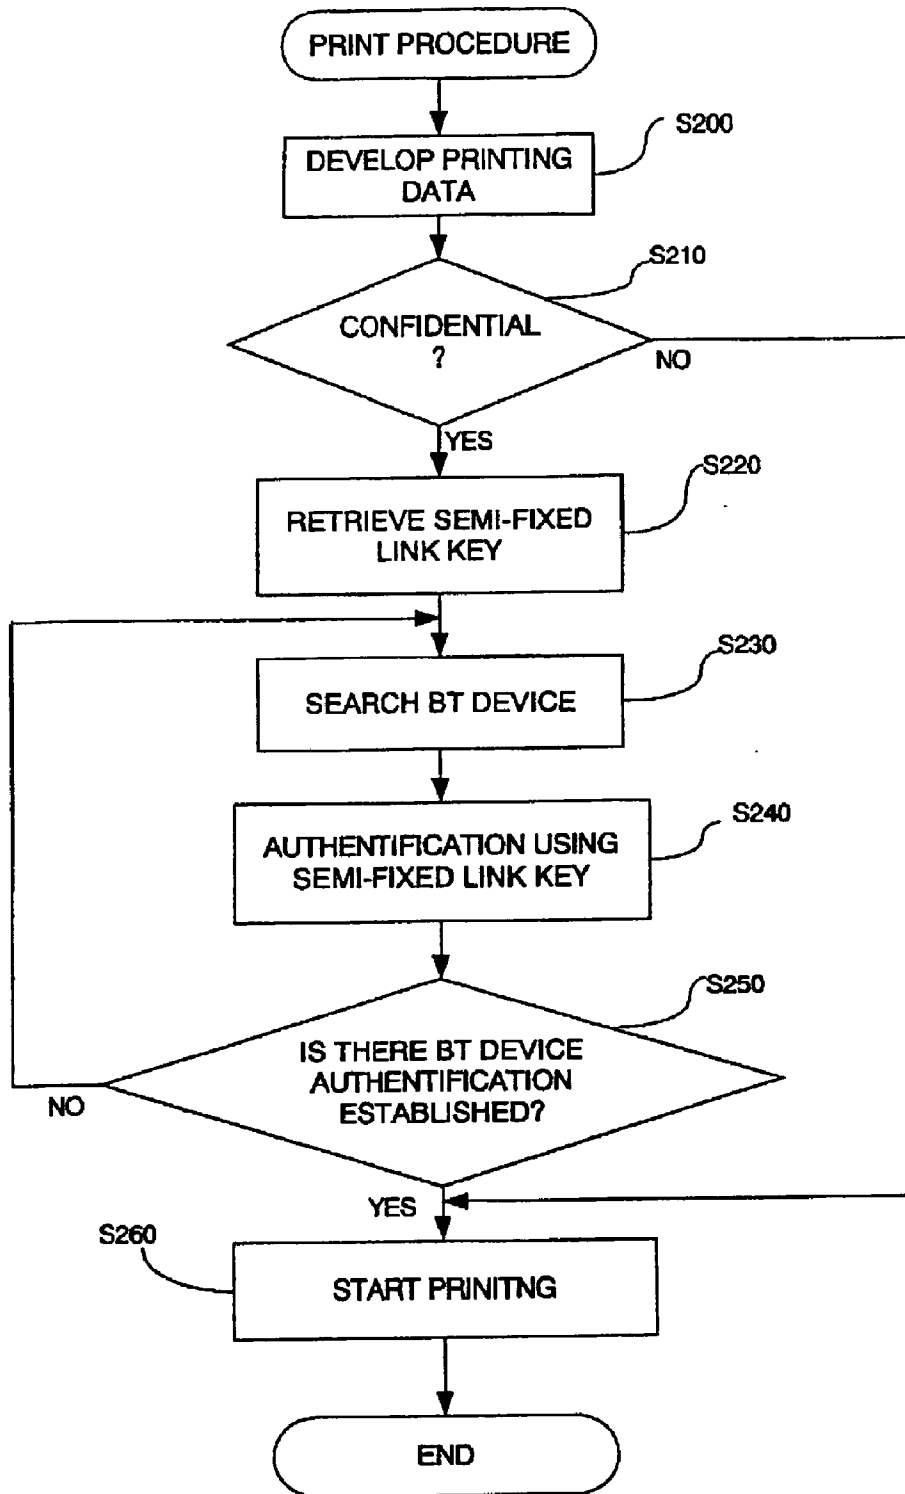 PRINT PROCEDURE
S200
DEVELOP PRINTING
DATA
S210
CONFIDENTIAL
?
NO
YES
S220
RETRIEVE SEMI-FIXED
LINK KEY
S230
SEARCH BT DEVICE
S240
AUTHENTIFICATION USING
SEMI-FIXED LINK KEY
S250
IS THERE BT DEVICE
AUTHENTIFICATION
ESTABLISHED?
NO
YES
S260
START PRINITNG
END